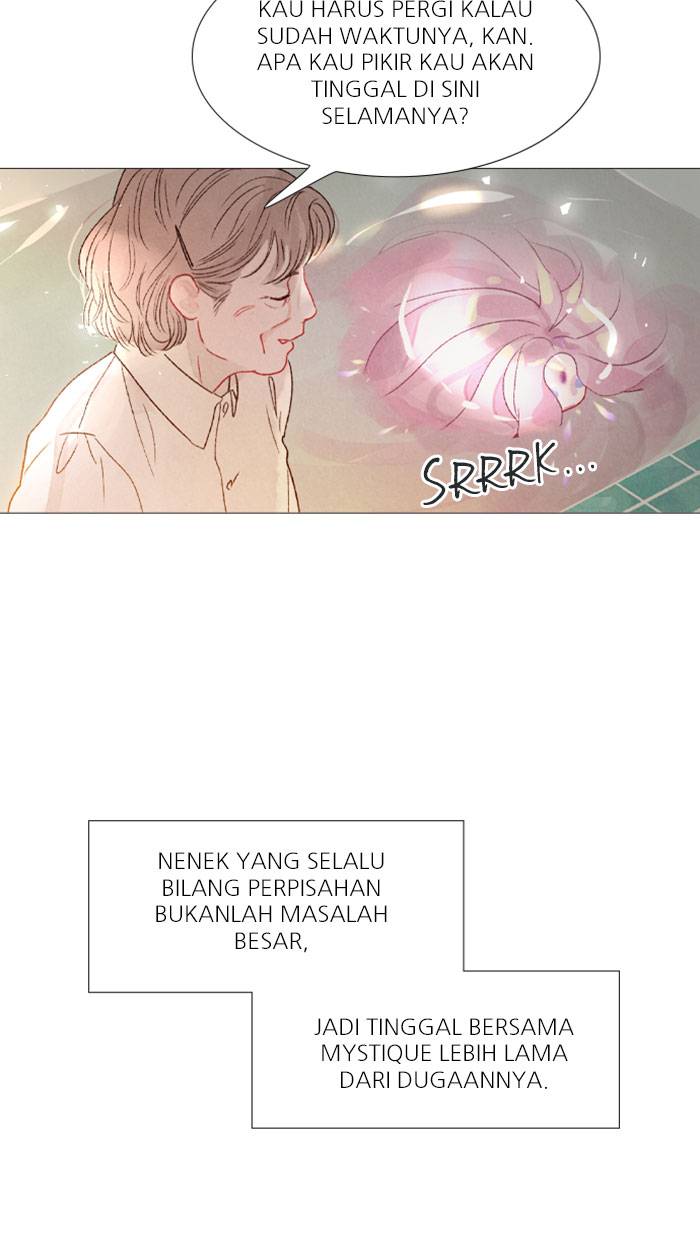 KAU HARUS PERGI KALAU
SUDAH WAKTUNYA, KAN.
APA KAU PIKIR KAU AKAN
TINGGAL DI SINI
SELAMANYA?
SRRRK...
NENEK YANG SELALU
BILANG PERPISAHAN
BUKANLAH MASALAH
BESAR,
JADI TINGGAL BERSAMA
MYSTIQUE LEBIH LAMA
DARI DUGAANNYA.